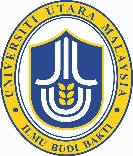 UNIVERSITI UTARA MALAYSIA
ILMU BUDI BAKTI